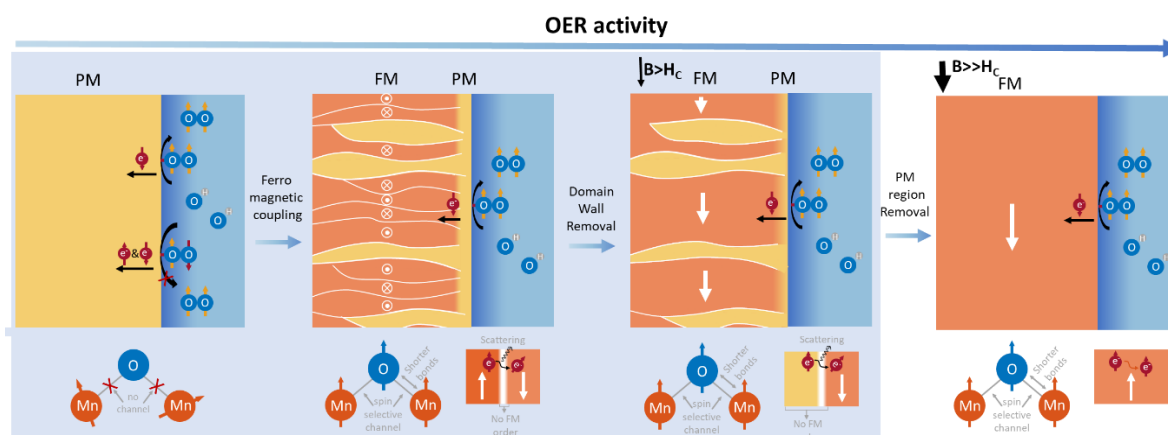 OER activity
PM
FM
PM
B>H_C
FM
PM
B>>H_C
FM
e
O O
O O
O H
O H
e & e
O O
O O
Ferro
magnetic
coupling
e
O O
O H
O H
Domain
Wall
Removal
O O
e
O O
O H
O H
PM
region
Removal
O O
e
O O
O H
O H
O
Mn
no
channel
Mn
O
Shorter
bonds
Mn
spin
selective
channel
Mn
Scattering
e e
No FM
order
O
Shorter
bonds
Mn
spin
selective
channel
Mn
Scattering
e e
No FM
O
Shorter
bonds
Mn
spin
selective
channel
Mn
e e